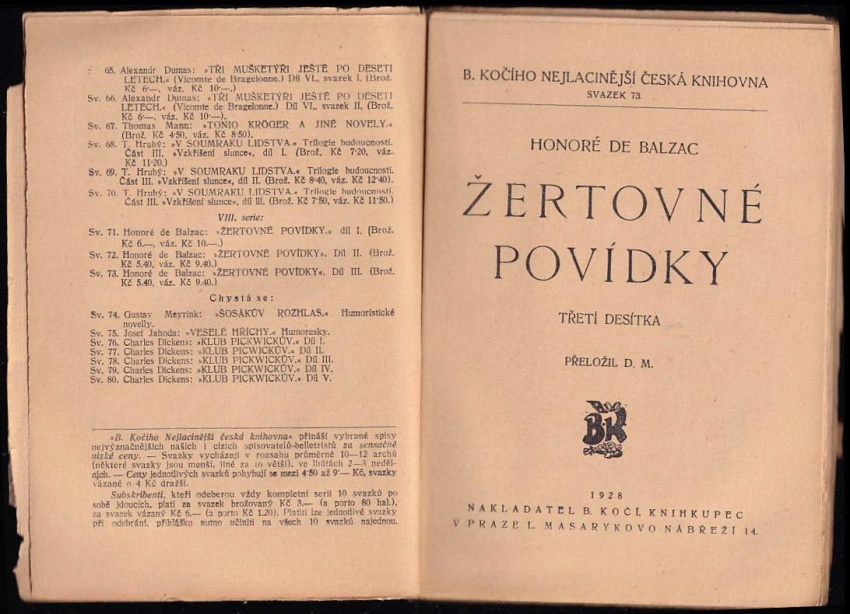 65. Alexandr Dumas: »TŘI MUŠKETÝŘI JEŠTĚ PO DESETI
LETECH.« (Vicomte de Bragelonne.) Díl VI., svazek I. (Brož.
Kč 6·—, váz. Kč 10·—.)
Sv. 66. Alexandr Dumas: »TŘI MUŠKETÝŘI JEŠTĚ PO DESETI
LETECH.« (Vicomte de Bragelonne.) Díl VI., svazek II. (Brož.
Kč 6·—, váz. Kč 10·—.)
Sv. 67. Thomas Mann: »TONIO KRÖGER A JINÉ NOVELY.«
(Brož. Kč 4·50, váz. Kč 8·50).
Sv. 68. T. Hrubý: »V SOUMRAKU LIDSTVA.« Trilogie budoucnosti.
Část III. »Vzkříšení slunce«, díl I. (Brož. Kč 7·20, váz.
Kč 11·20.)
Sv. 69. T. Hrubý: »V SOUMRAKU LIDSTVA.« Trilogie budoucnosti.
Část III. »Vzkříšení slunce«, díl II. (Brož. Kč 8·40, váz. Kč 12·40).
Sv. 70. T. Hrubý: »V SOUMRAKU LIDSTVA.« Trilogie budoucnosti.
Část III. »Vzkříšení slunce«, díl III. (Brož. Kč 7·50, váz. Kč 11·50.)
VIII. serie:
Sv. 71. Honoré de Balzac: »ŽERTOVNÉ POVÍDKY.« díl I. (Brož.
Kč 6.—, váz. Kč 10.—.)
Sv. 72. Honoré de Balzac: »ŽERTOVNÉ POVÍDKY«. Díl II. (Brož.
Kč 5.40, váz. Kč 9.40.)
Sv. 73. Honoré de Balzac: »ŽERTOVNÉ POVÍDKY«. Díl III. (Brož.
Kč 5.40, váz. Kč 9.40.)
Chystá se:
Sv. 74. Gustav Meyrink: »ŠOSÁKŮV ROZHLAS.« Humoristické
novelly.
Sv. 75. Josef Jahoda: »VESELÉ HŘÍCHY.« Humoresky.
Sv. 76. Charles Dickens: »KLUB PICKWICKŮV.« Díl I.
Sv. 77. Charles Dickens: »KLUB PICWICKŮV.« Díl II.
Sv. 78. Charles Dickens: »KLUB PICKWICKŮV.« Díl III.
Sv. 79. Charles Dickens: »KLUB PICKWICKŮV.« Díl IV.
Sv. 80. Charles Dickens: »KLUB PICKWICKŮV.« Díl V.
»B. Kočího Nejlacinější česká knihovna« přináší vybrané spisy
nejvýznačnějších našich i cizích spisovatelů-belletristů za sensačně
nízké ceny. — Svazky vycházejí v rozsahu průměrně 10—12 archů
(některé svazky jsou menší, jiné za to větší), ve lhůtách 2—3 neděl-
ních. — Ceny jednotlivých svazků pohybují se mezi 4·50 až 9·— Kč, svazky
vázané o 4 Kč dražší.
Subskribenti, kteří odeberou vždy kompletní serii 10 svazků po
sobě jdoucích, platí za svazek brožovaný Kč 3.— (a porto 80 hal.),
za svazek vázaný Kč 6.— (a porto Kč 1.20). Platiti lze jednotlivé svazky
při odebrání, přihlášku nutno učiniti na všech 10 svazků najednou.
B. KOČÍHO NEJLACINĚJŠÍ ČESKÁ KNIHOVNA
SVAZEK 73.
HONORÉ DE BALZAC
ŽERTOVNÉ
POVÍDKY
TŘETÍ DESÍTKA
PŘELOŽIL D. M.
BK
1928
NAKLADATEL B. KOČÍ, KNIHKUPEC
V PRAZE I., MASARYKOVO NÁBŘEŽÍ 14.